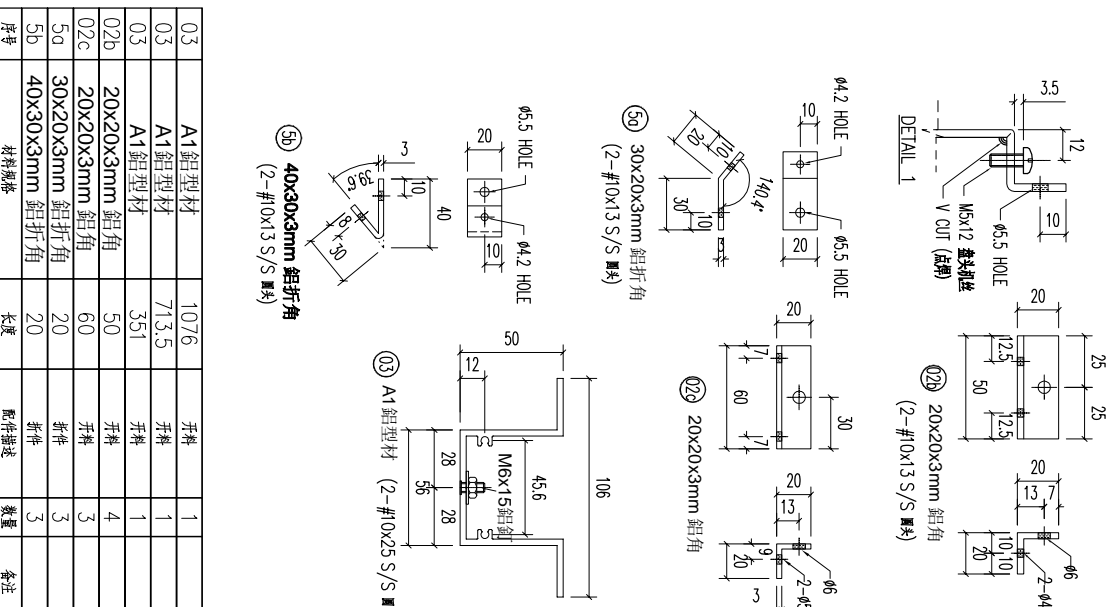 3.5
12
10
ø5.5 HOLE
M5x12 盘头机丝
V CUT (点焊)
DETAIL 1
25
25
20
12.5
12.5
50
02b 20x20x3mm 鋁角
(2-#10x13 S/S 圓头)
20
13
7
ø6
10
10
20
ø4.2 HOLE
10
ø5.5 HOLE
20
140.4°
10
20
30
10
5a 30x20x3mm 鋁折角
(2-#10x13 S/S 圓头)
20
30
7
7
60
02c 20x20x3mm 鋁角
20
13
ø6
9
20
3
ø5.5 HOLE
20
ø4.2 HOLE
10
3
10
40
39.6°
8
30
5b 40x30x3mm 鋁折角
(2-#10x13 S/S 圓头)
50
12
106
45.6
M6x15鋁釘
28
28
56
03 A1鋁型材 (2-#10x25 S/S
03 A1鋁型材 1076 开料 1
03 A1鋁型材 713.5 开料 1
03 A1鋁型材 351 开料 1
02b 20x20x3mm 鋁角 50 开料 4
02c 20x20x3mm 鋁角 60 开料 3
5a 30x20x3mm 鋁折角 20 折件 3
5b 40x30x3mm 鋁折角 20 折件 3
序号 材料规格 长度 配件描述 数量 备注